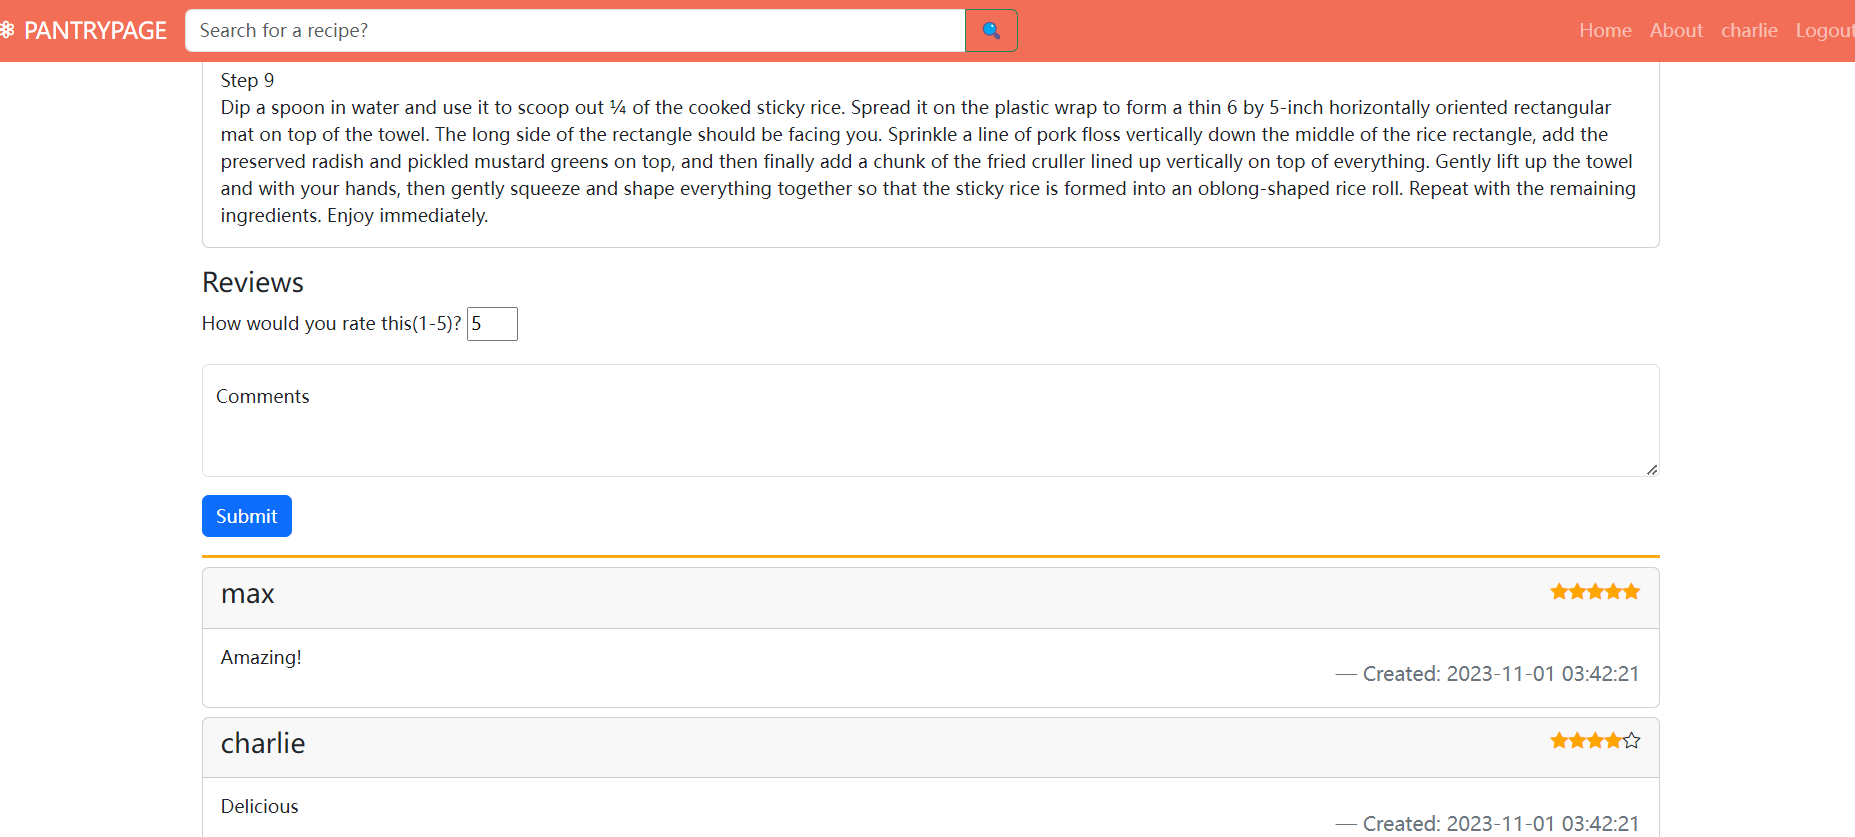 PANTRYPAGE
Search for a recipe?
Home About charlie Logout
Step 9
Dip a spoon in water and use it to scoop out ¼ of the cooked sticky rice. Spread it on the plastic wrap to form a thin 6 by 5-inch horizontally oriented rectangular
mat on top of the towel. The long side of the rectangle should be facing you. Sprinkle a line of pork floss vertically down the middle of the rice rectangle, add the
preserved radish and pickled mustard greens on top, and then finally add a chunk of the fried cruller lined up vertically on top of everything. Gently lift up the towel
and with your hands, then gently squeeze and shape everything together so that the sticky rice is formed into an oblong-shaped rice roll. Repeat with the remaining
ingredients. Enjoy immediately.
Reviews
How would you rate this(1-5)? 5
Comments
Submit
max
Amazing!
— Created: 2023-11-01 03:42:21
charlie
Delicious
— Created: 2023-11-01 03:42:21